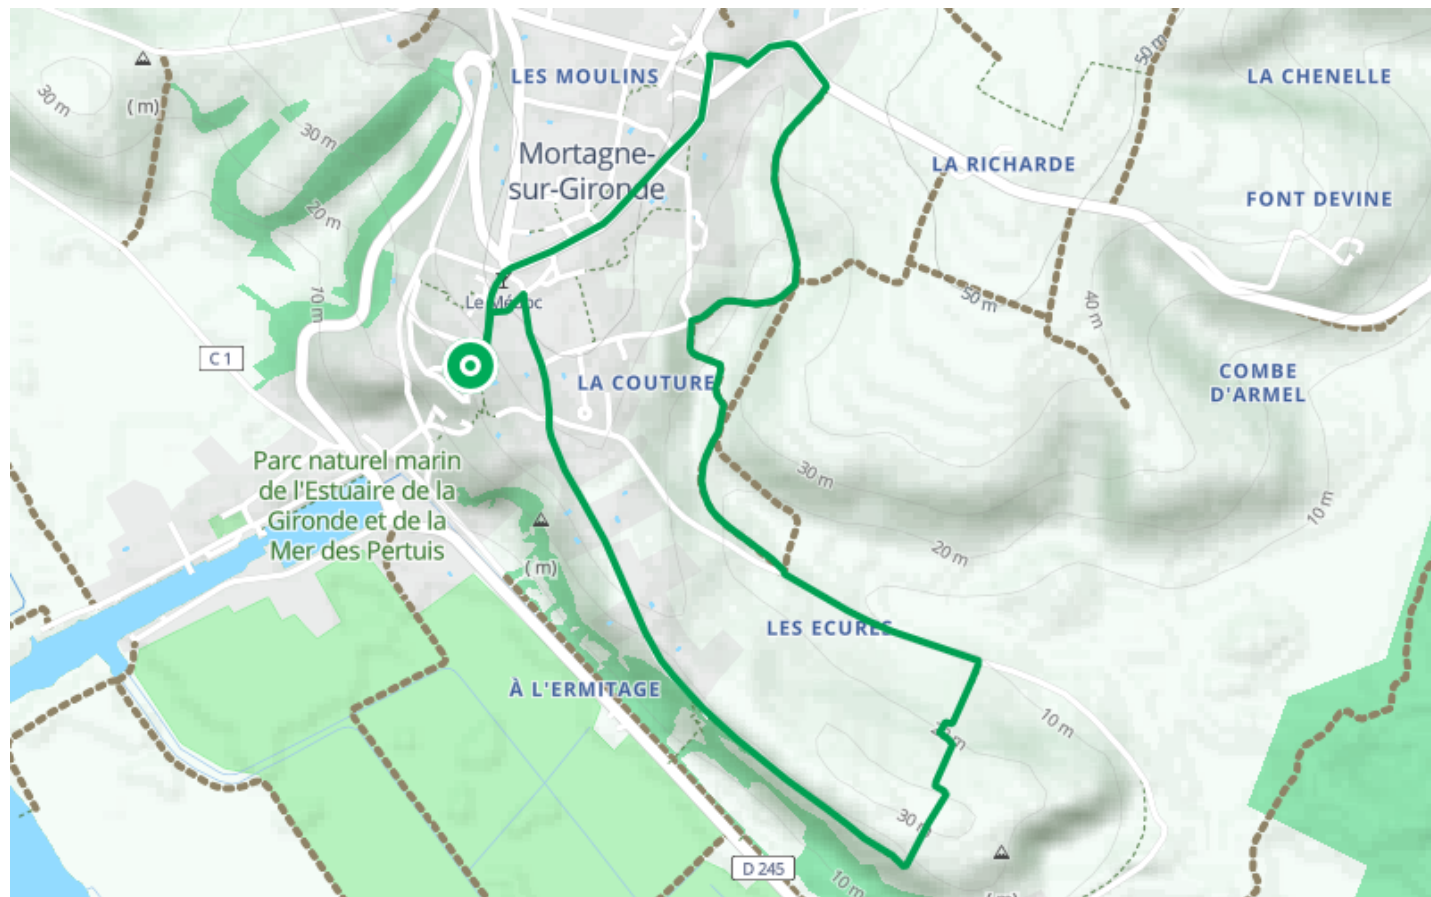 50 m
LES MOULINS
LA CHENELLE
30 m
( m)
30 m
Mortagne-
sur-Gironde
LA RICHARDE
FONT DEVINE
20 m
50 m
40 m
10 m
C 1
LA COUTURE
COMBE
D'ARMEL
Parc naturel marin
de l'Estuaire de la
Gironde et de la
Mer des Pertuis
30 m
10 m
20 m
( m)
LES ECURES
À L'ERMITAGE
10 m
30 m
D 245
10 m